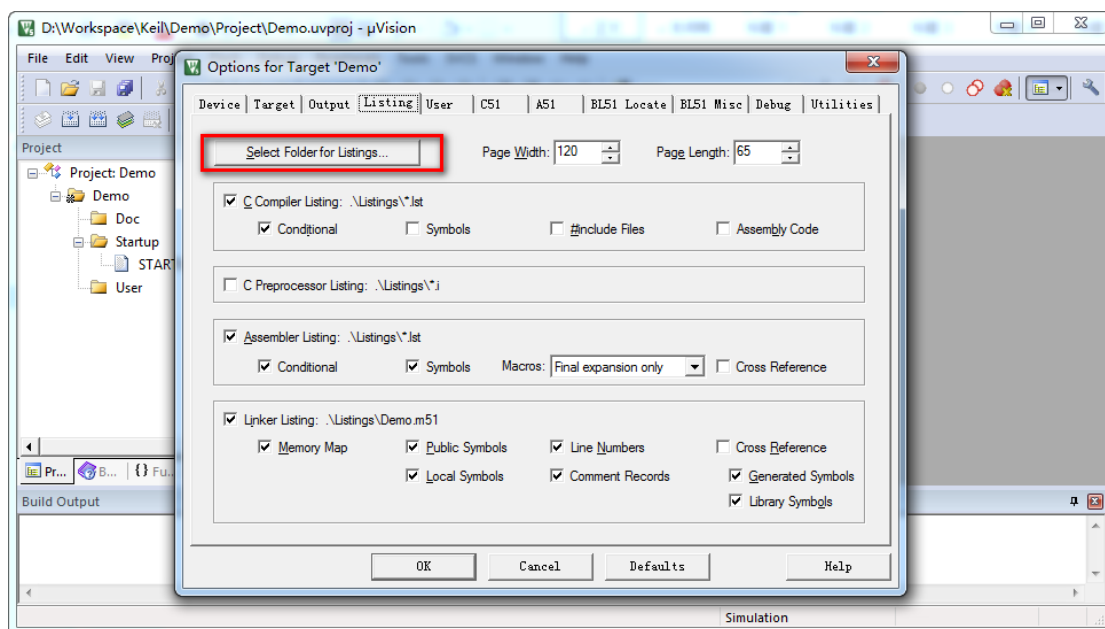 D:\Workspace\Keil\Demo\Project\Demo.uvproj - µVision
File Edit View Proj
Options for Target 'Demo'
Device Target Output Listing User C51 A51 BL51 Locate BL51 Misc Debug Utilities
Project
Project: Demo
Demo
Doc
Startup
START
User
Select Folder for Listings...
Page Width: 120
Page Length: 65
C Compiler Listing: .\Listings\*.lst
Conditional
Symbols
#include Files
Assembly Code
C Preprocessor Listing: .\Listings\*.i
Assembler Listing: .\Listings\*.lst
Conditional
Symbols
Macros: Final expansion only
Cross Reference
Linker Listing: .\Listings\Demo.m51
Memory Map
Public Symbols
Line Numbers
Cross Reference
Local Symbols
Comment Records
Generated Symbols
Library Symbols
Pr... B... {} Fu...
Build Output
OK
Cancel
Defaults
Help
Simulation